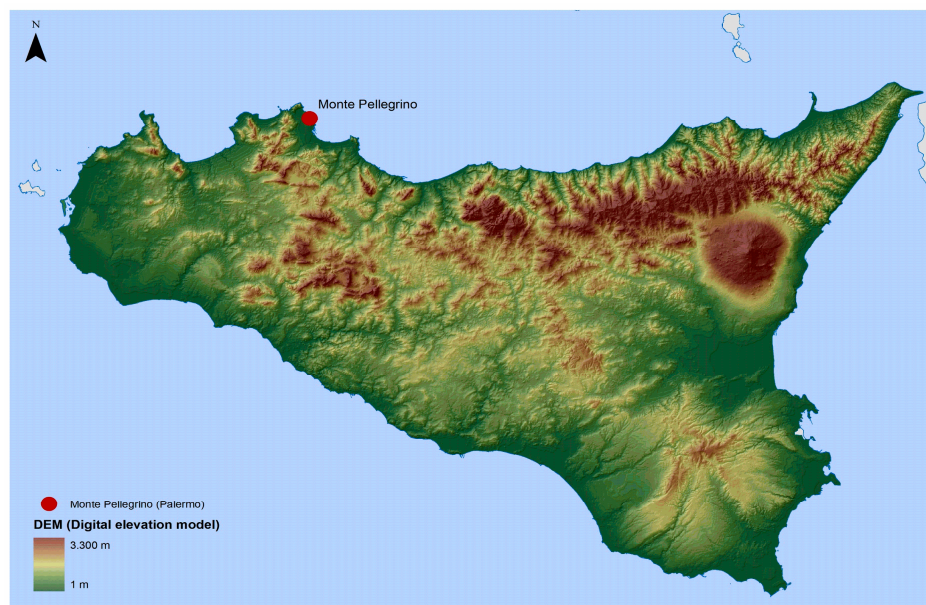 N
Monte Pellegrino
Monte Pellegrino (Palermo)
DEM (Digital elevation model)
3.300 m
1 m